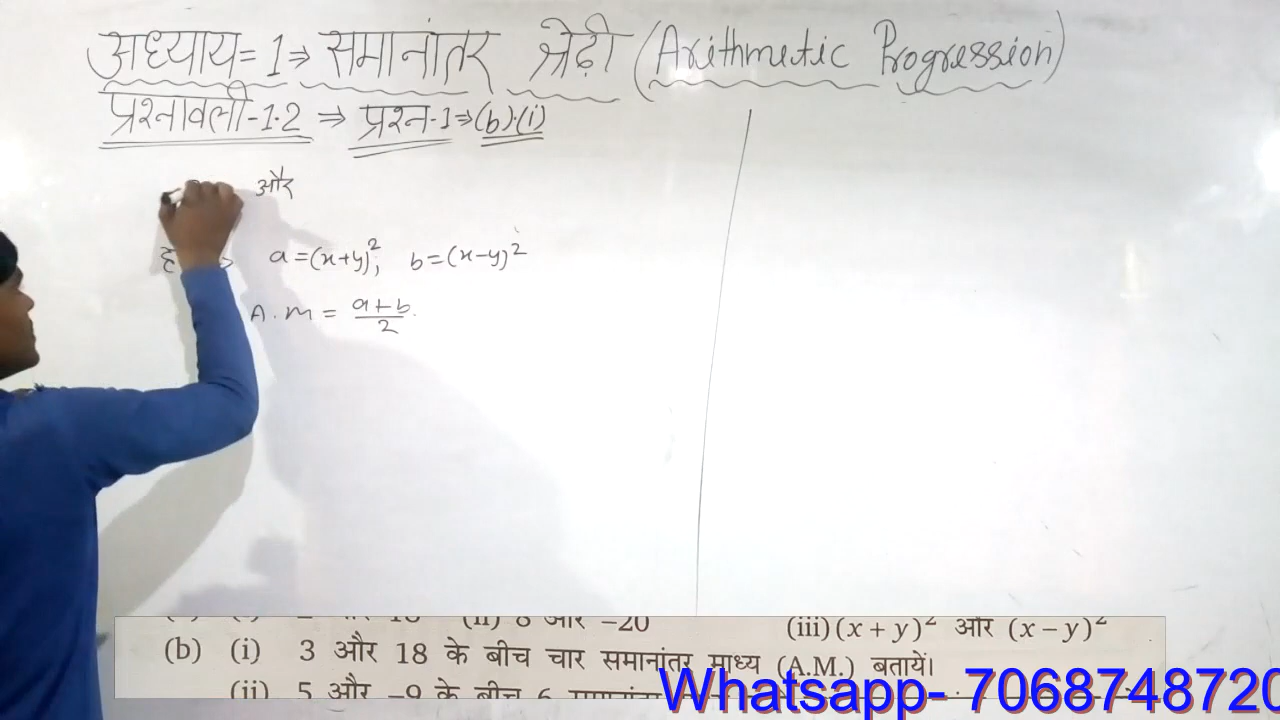 अध्याय= 1⇒ समानांतर श्रेढ़ी (Arithmetic Progression)
प्रश्नावली-1.2 ⇒ प्रश्न-1⇒(b).(i)
और
a=(x+y)²; b=(x-y)²
A.M = a+b/2
(ii) 8 और -20 (iii) (x + y)² और (x - y)²
(b) (i) 3 और 18 के बीच चार समानांतर माध्य (A.M.) बतायें।
(ii) 5 और -9 के बीच 6
Whatsapp- 7068748720